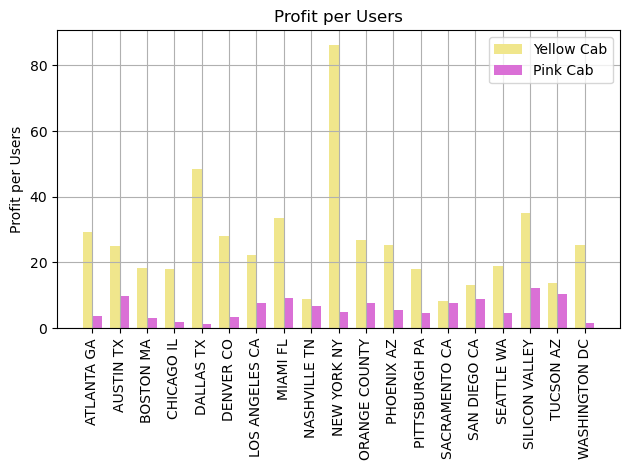 Profit per Users
Yellow Cab
Pink Cab
Profit per Users
80
60
40
20
0
ATLANTA GA
AUSTIN TX
BOSTON MA
CHICAGO IL
DALLAS TX
DENVER CO
LOS ANGELES CA
MIAMI FL
NASHVILLE TN
NEW YORK NY
ORANGE COUNTY
PHOENIX AZ
PITTSBURGH PA
SACRAMENTO CA
SAN DIEGO CA
SEATTLE WA
SILICON VALLEY
TUCSON AZ
WASHINGTON DC